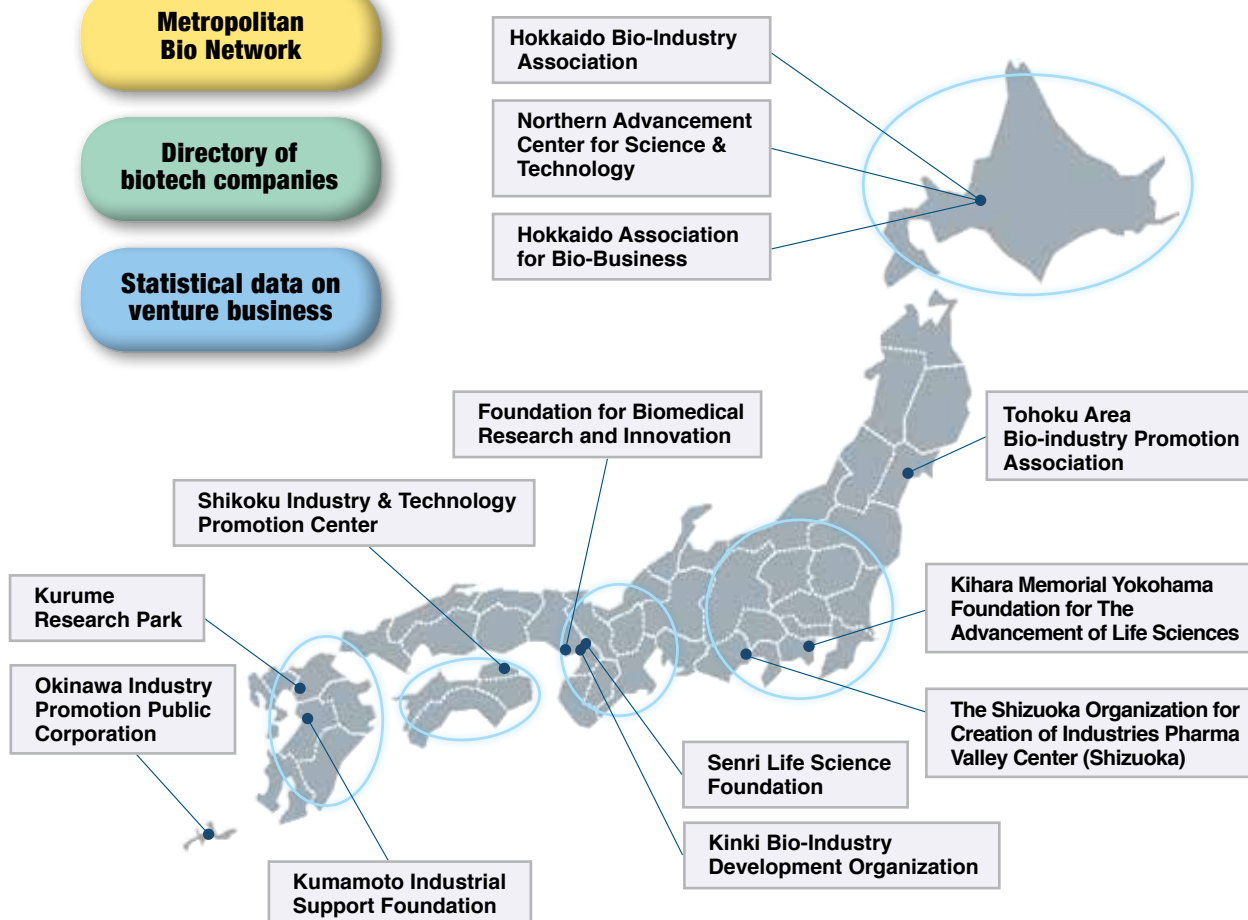 Metropolitan
Bio Network
Directory of
biotech companies
Statistical data on
venture business
Hokkaido Bio-Industry
Association
Northern Advancement
Center for Science &
Technology
Hokkaido Association
for Bio-Business
Foundation for Biomedical
Research and Innovation
Tohoku Area
Bio-industry Promotion
Association
Shikoku Industry & Technology
Promotion Center
Kurume
Research Park
Kihara Memorial Yokohama
Foundation for The
Advancement of Life Sciences
Okinawa Industry
Promotion Public
Corporation
The Shizuoka Organization for
Creation of Industries Pharma
Valley Center (Shizuoka)
Senri Life Science
Foundation
Kinki Bio-Industry
Development Organization
Kumamoto Industrial
Support Foundation